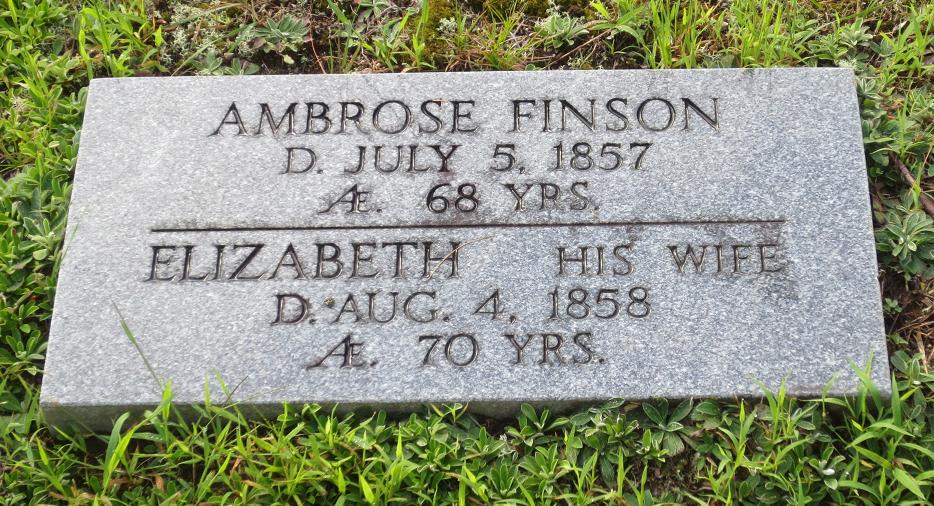 AMBROSE FINSON
D. JULY 5, 1857
Æ. 68 YRS.
ELIZABETH HIS WIFE
D. AUG. 4, 1858
Æ. 70 YRS.